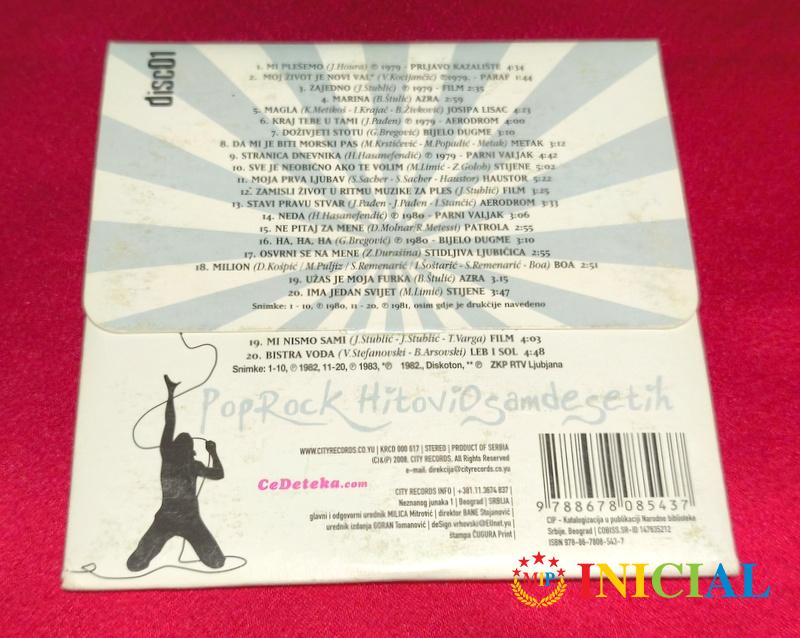 disc01
1. MI PLEŠEMO (J.Houra) ℗ 1979 - PRLJAVO KAZALIŠTE 4:34
2. MOJ ŽIVOT JE NOVI VAL* (V.Kocijančić) ℗1979. - PARAF 1:44
3. ZAJEDNO (J.Stublić) ℗ 1979 - FILM 2:35
4. MARINA (B.Štulić) AZRA 2:59
5. MAGLA (K.Metikoš - I.Krajač - B.Živković) JOSIPA LISAC 4:23
6. KRAJ TEBE U TAMI (J.Pađen) ℗ 1979 - AERODROM 4:00
7. DOŽIVJETI STOTU (G.Bregović) BIJELO DUGME 3:10
8. DA MI JE BITI MORSKI PAS (M.Krstičević - M.Popadić - Metak) METAK 3:12
9. STRANICA DNEVNIKA (H.Hasanefendić) ℗ 1979 - PARNI VALJAK 4:42
10. SVE JE NEOBIČNO AKO TE VOLIM (M.Limić - Z.Golob) STIJENE 5:02
11. MOJA PRVA LJUBAV (S.Sacher - S.Sacher - Haustor) HAUSTOR 5:22
12. ZAMISLI ŽIVOT U RITMU MUZIKE ZA PLES (J.Stublić) FILM 3:25
13. STAVI PRAVU STVAR (J.Pađen - J.Pađen - I.Stančić) AERODROM 3:33
14. NEDA (H.Hasanefendić) ℗ 1980 - PARNI VALJAK 3:06
15. NE PITAJ ZA MENE (D.Molnar/R.Metessi) PATROLA 2:55
16. HA, HA, HA (G.Bregović) ℗ 1980 - BIJELO DUGME 3:10
17. OSVRNI SE NA MENE (Z.Durašina) STIDLJIVA LJUBIČICA 2:55
18. MILION (D.Košpić / M.Puljiz / S.Remenarić / I.Šoštarić - S.Remenarić - Boa) BOA 2:51
19. UŽAS JE MOJA FURKA (B.Štulić) AZRA 3.15
20. IMA JEDAN SVIJET (M.Limić) STIJENE 3:47
Snimke: 1 - 10, ℗ 1980, 11 - 20, ℗ 1981, osim gdje je drukčije navedeno
19. MI NISMO SAMI (J.Stublić - J.Stublić - T.Varga) FILM 4:03
20. BISTRA VODA (V.Stefanovski - B.Arsovski) LEB I SOL 4:48
Snimke: 1-10, ℗ 1982, 11-20, ℗ 1983, *℗ 1982., Diskoton, ** ℗ ZKP RTV Ljubjana
PopRock HitoviOsamdesetih
WWW.CITYRECORDS.CO.YU | KRCD 000 617 | STEREO | PRODUCT OF SERBIA
(C)&(P) 2008. CITY RECORDS. All Rights Reserved
e-mail: direkcija@cityrecords.co.yu
CeDeteka.com
CITY RECORDS INFO | +381.11.3674 837 |
Neznanog junaka 1 | Beograd | SRBIJA |
glavni i odgovorni urednik MILICA Mitrović | direktor BANE Stojanović
urednik izdanja GORAN Tomanović | deSign vrhovski@EUnet.yu
štampa ČUGURA Print |
9 788678 085437
CIP - Katalogizacija u publikaciji Narodna biblioteka
Srbije, Beograd | COBISS.SR-ID 147635212
ISBN 978-86-7808-543-7
MIP INICIAL